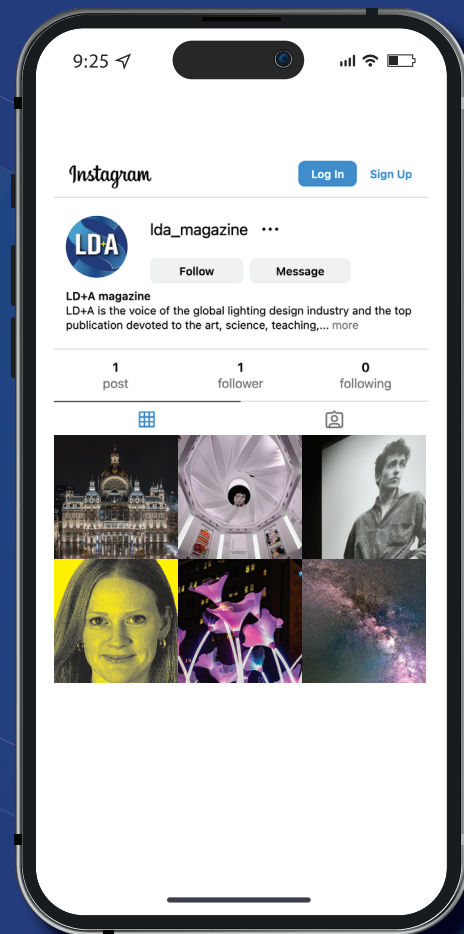 9:25
Instagram
Log In
Sign Up
LD+A
lda_magazine
Follow
Message
LD+A magazine
LD+A is the voice of the global lighting design industry and the top
publication devoted to the art, science, teaching,... more
1
post
1
follower
0
following